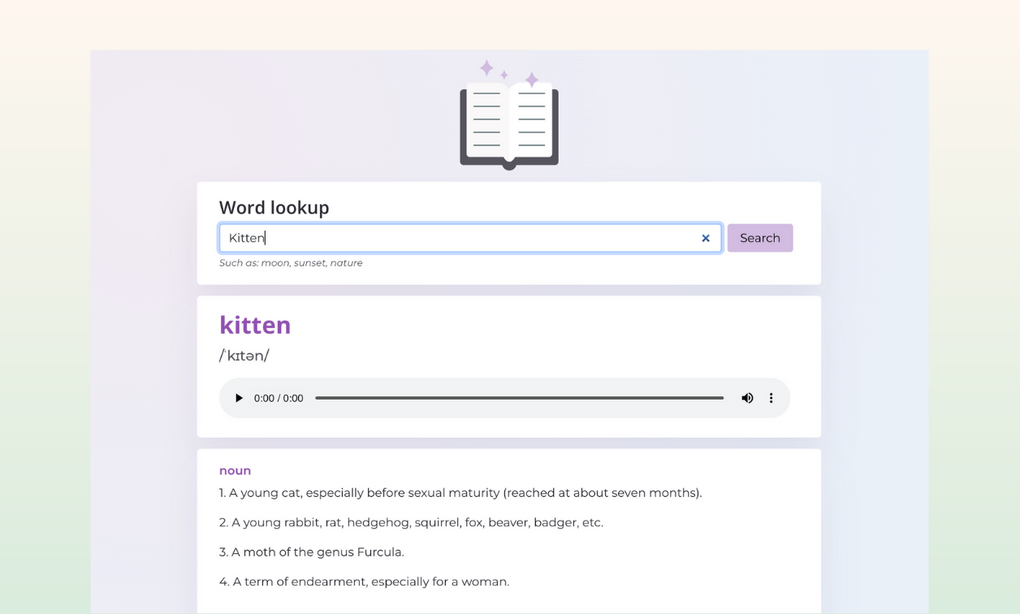 Word lookup
Kitten
Search
Such as: moon, sunset, nature
kitten
/ˈkɪtən/
0:00 / 0:00
noun
1. A young cat, especially before sexual maturity (reached at about seven months).
2. A young rabbit, rat, hedgehog, squirrel, fox, beaver, badger, etc.
3. A moth of the genus Furcula.
4. A term of endearment, especially for a woman.